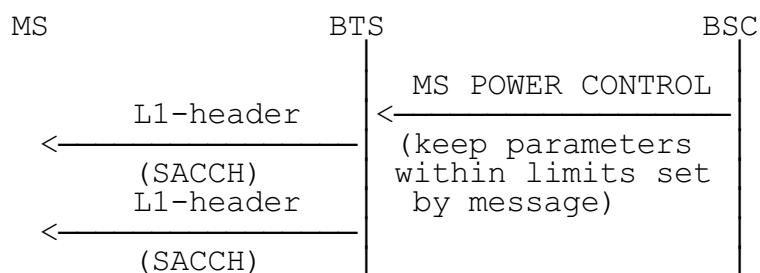 MS BTS BSC
MS POWER CONTROL
L1-header
(keep parameters
(SACCH) within limits set
L1-header by message)
(SACCH)